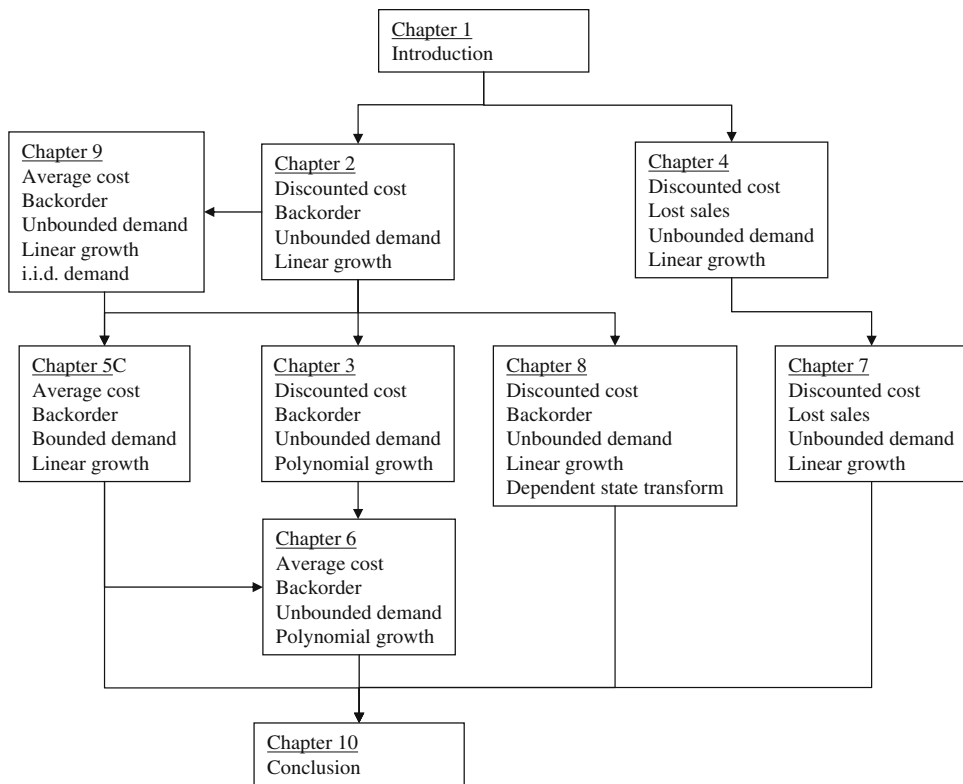 Chapter 1
Introduction
Chapter 9
Average cost
Backorder
Unbounded demand
Linear growth
i.i.d. demand
Chapter 2
Discounted cost
Backorder
Unbounded demand
Linear growth
Chapter 4
Discounted cost
Lost sales
Unbounded demand
Linear growth
Chapter 5C
Average cost
Backorder
Bounded demand
Linear growth
Chapter 3
Discounted cost
Backorder
Unbounded demand
Polynomial growth
Chapter 8
Discounted cost
Backorder
Unbounded demand
Linear growth
Dependent state transform
Chapter 7
Discounted cost
Lost sales
Unbounded demand
Linear growth
Chapter 6
Average cost
Backorder
Unbounded demand
Polynomial growth
Chapter 10
Conclusion